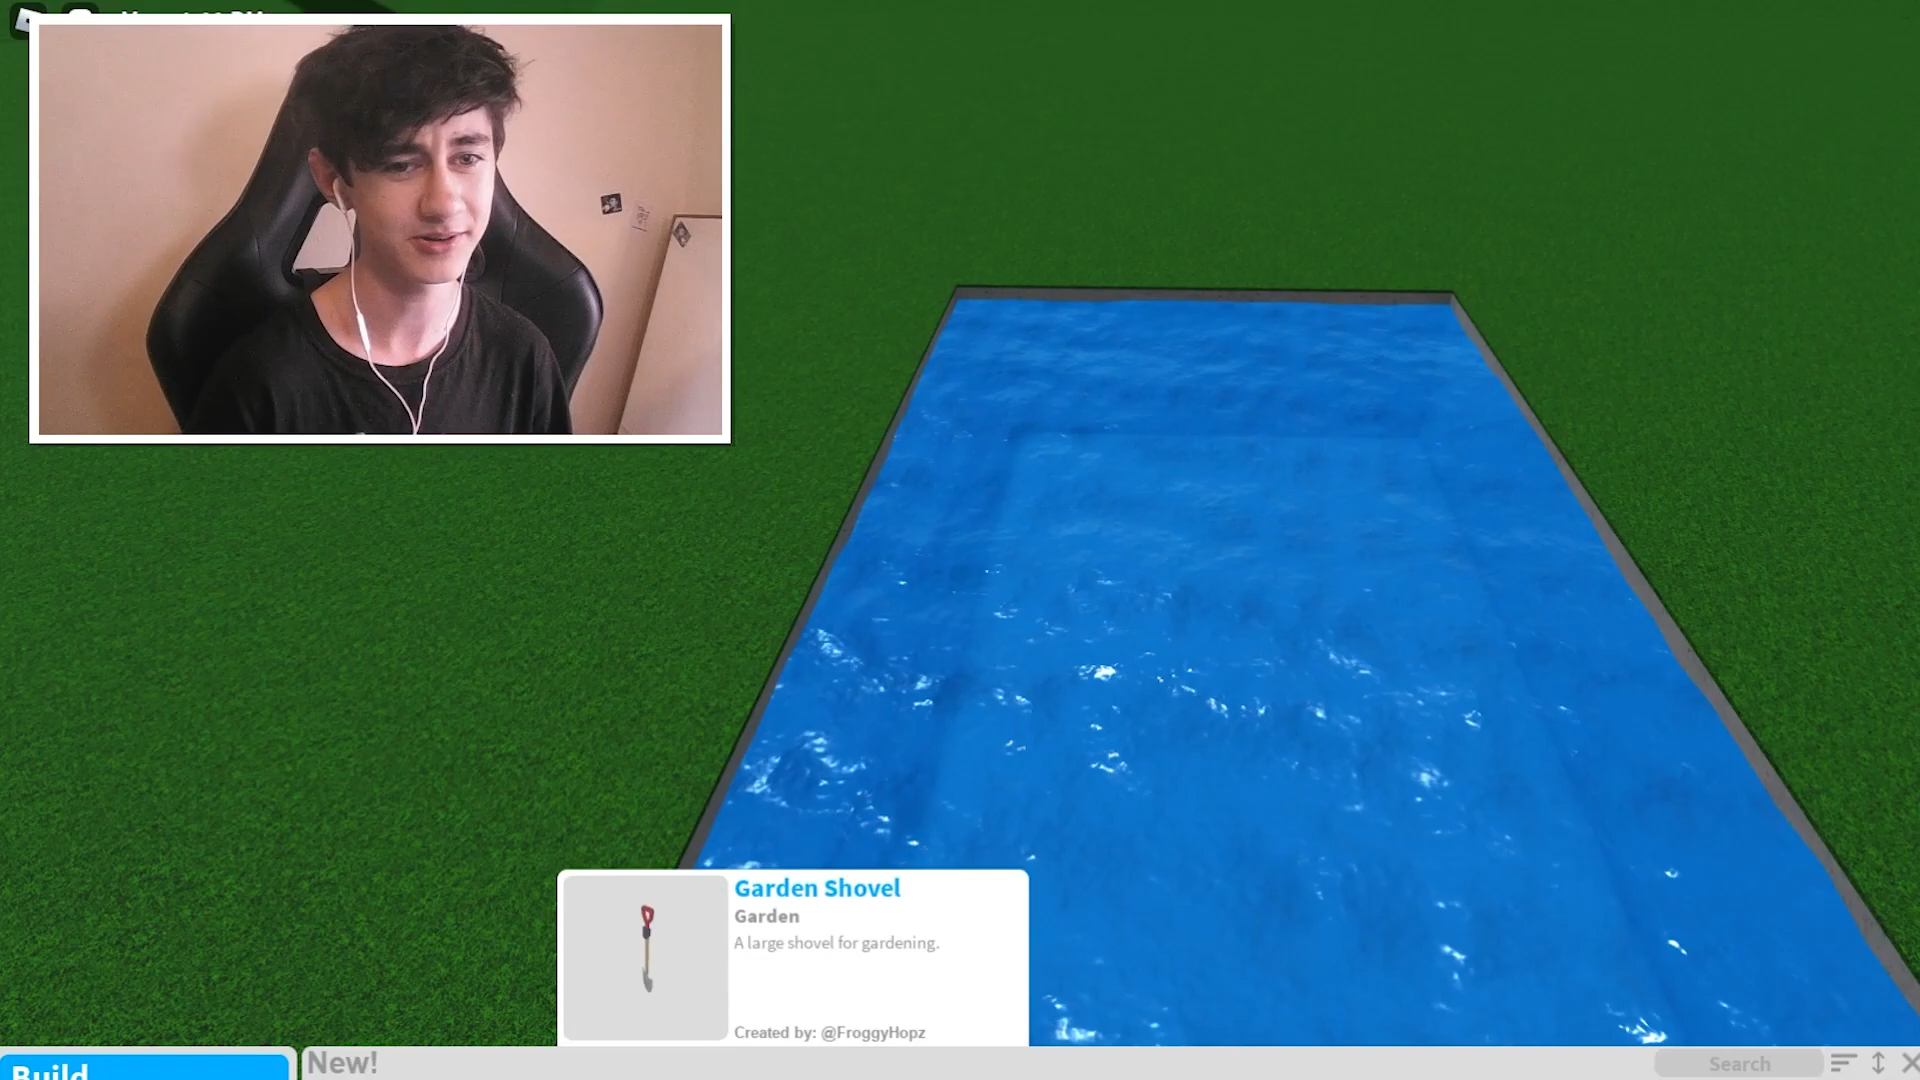 Garden Shovel
Garden
A large shovel for gardening.
Created by: @FroggyHopz
Build
New!
Search